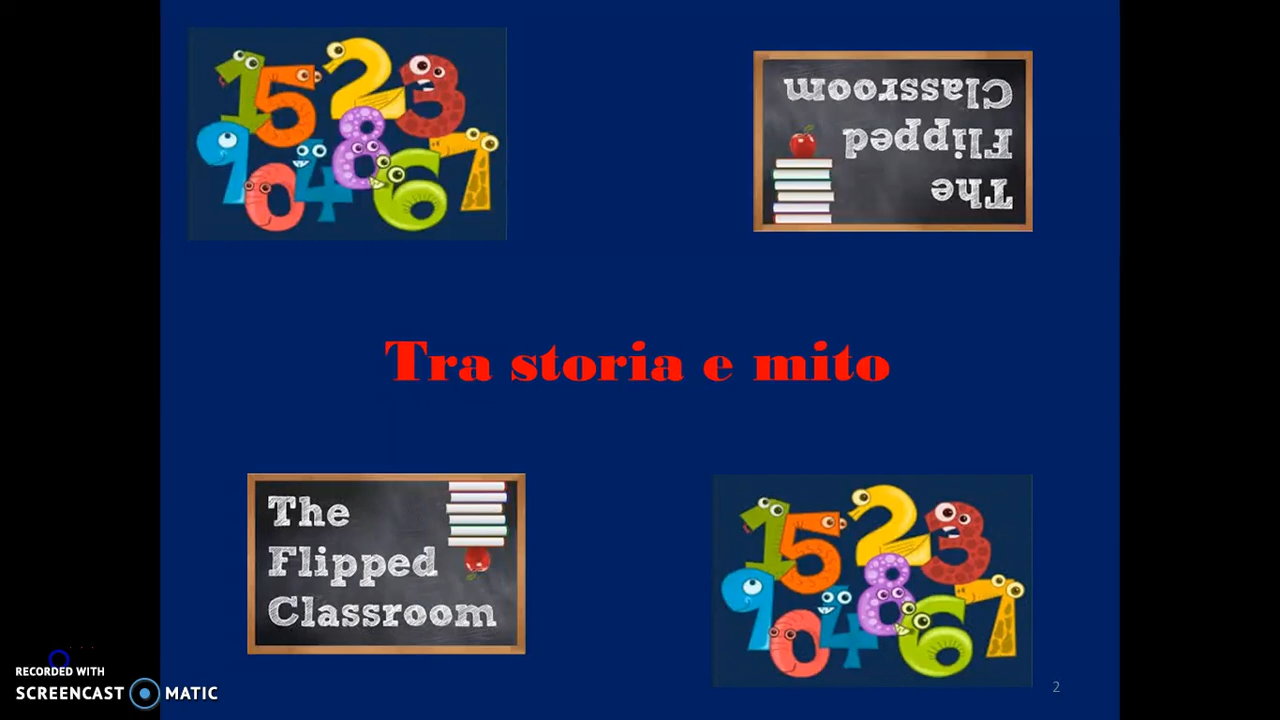 The
Flipped
Classroom
Tra storia e mito
The
Flipped
Classroom
RECORDED WITH
SCREENCAST MATIC
2